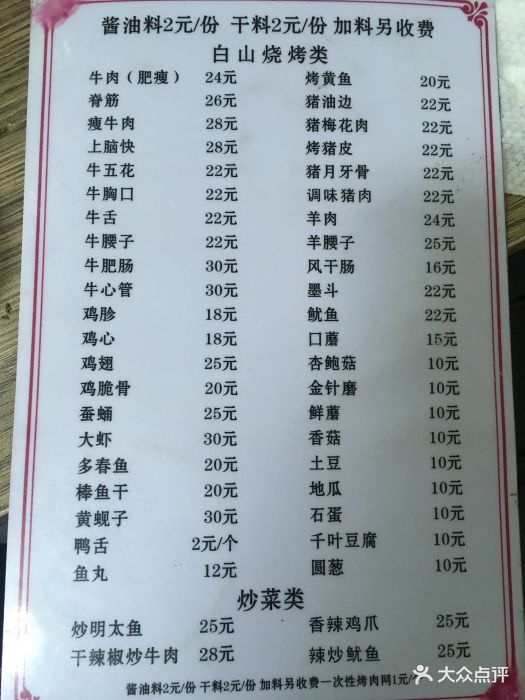 酱油料2元/份 干料2元/份 加料另收费
白山烧烤类
牛肉（肥瘦） 24元 烤黄鱼 20元
脊筋 26元 猪油边 22元
瘦牛肉 28元 猪梅花肉 22元
上脑快 28元 烤猪皮 22元
牛五花 22元 猪月牙骨 22元
牛胸口 22元 调味猪肉 22元
牛舌 22元 羊肉 24元
牛腰子 22元 羊腰子 25元
牛肥肠 30元 风干肠 16元
牛心管 30元 墨斗 22元
鸡胗 18元 鱿鱼 22元
鸡心 18元 口蘑 15元
鸡翅 25元 杏鲍菇 10元
鸡脆骨 20元 金针磨 10元
蚕蛹 25元 鲜蘑 10元
大虾 30元 香菇 10元
多春鱼 20元 土豆 10元
棒鱼干 20元 地瓜 10元
黄蚬子 30元 石蛋 10元
鸭舌 2元/个 千叶豆腐 10元
鱼丸 12元 圆葱 10元
炒菜类
炒明太鱼 25元 香辣鸡爪 25元
干辣椒炒牛肉 28元 辣炒鱿鱼 25元
酱油料2元/份 干料2元/份 加料另收费一次性烤肉网1元/个
大众点评